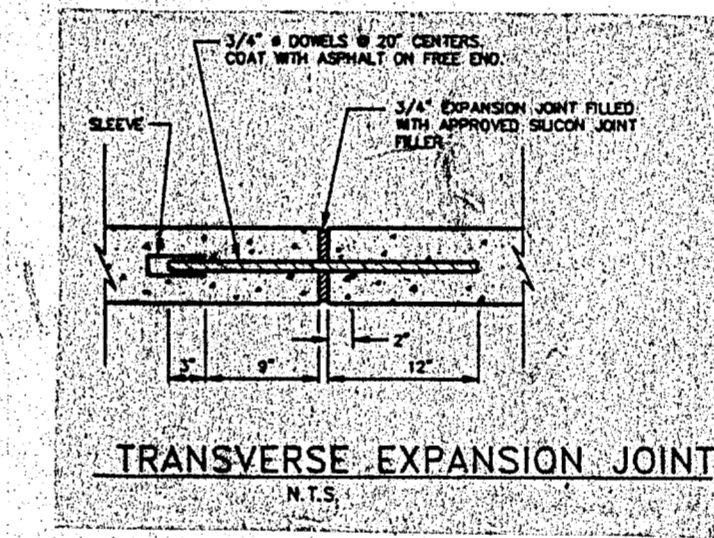 3/4" ø DOWELS @ 20" CENTERS.
COAT WITH ASPHALT ON FREE END.
3/4" EXPANSION JOINT FILLED
WITH APPROVED SILICON JOINT
FILLER
SLEEVE
2"
3"
9"
12"
TRANSVERSE EXPANSION JOINT
N.T.S.